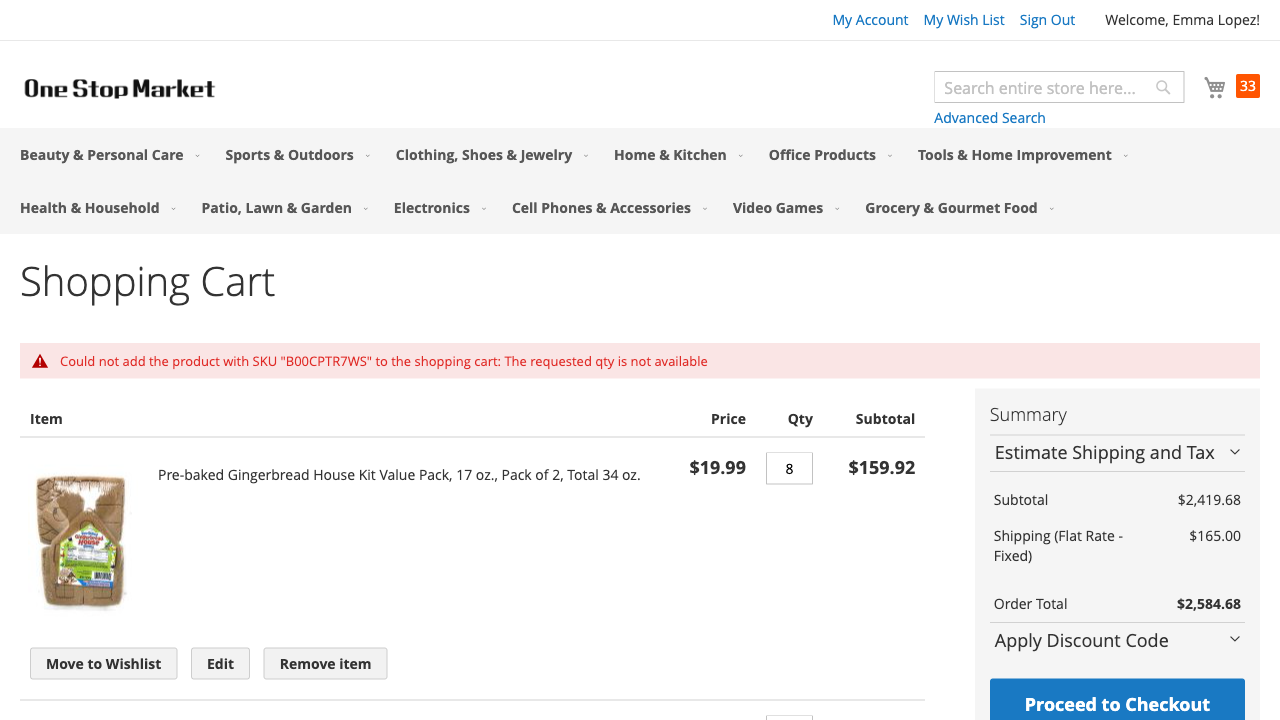 My Account My Wish List Sign Out Welcome, Emma Lopez!
One Stop Market
Search entire store here...
33
Advanced Search
Beauty & Personal Care Sports & Outdoors Clothing, Shoes & Jewelry Home & Kitchen Office Products Tools & Home Improvement
Health & Household Patio, Lawn & Garden Electronics Cell Phones & Accessories Video Games Grocery & Gourmet Food
Shopping Cart
Could not add the product with SKU "B00CPTR7WS" to the shopping cart: The requested qty is not available
Item Price Qty Subtotal
Pre-baked Gingerbread House Kit Value Pack, 17 oz., Pack of 2, Total 34 oz. $19.99 8 $159.92
Gingerbread
House
Move to Wishlist Edit Remove item
Summary
Estimate Shipping and Tax
Subtotal $2,419.68
Shipping (Flat Rate - $165.00
Fixed)
Order Total $2,584.68
Apply Discount Code
Proceed to Checkout